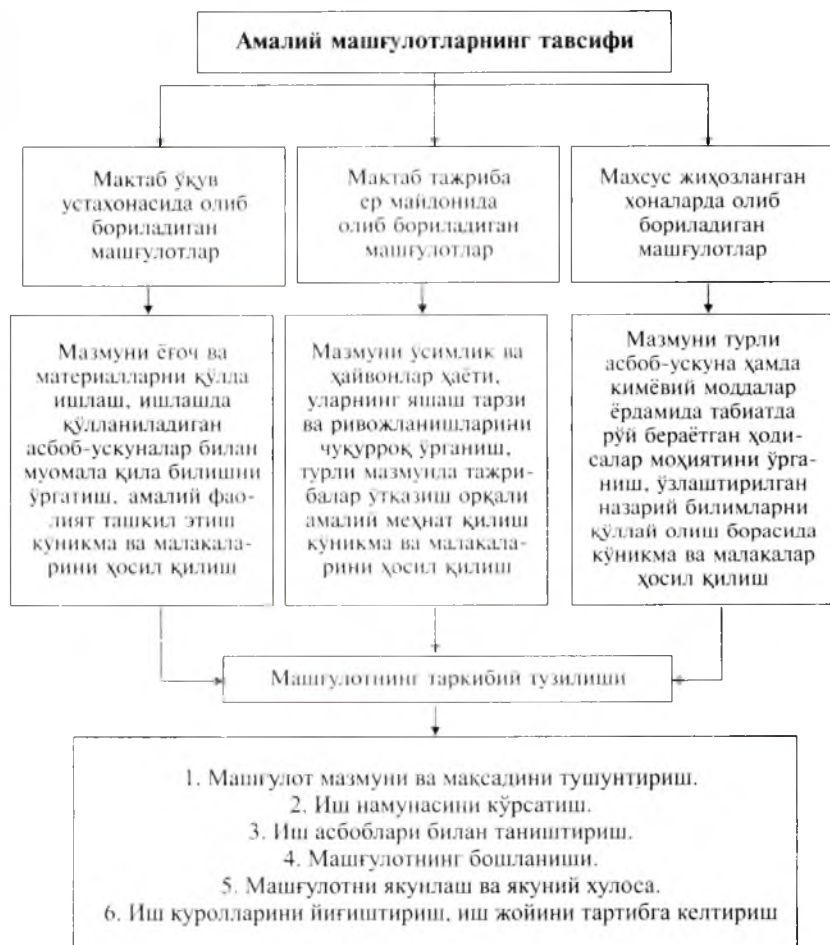 Амалий машғулотларнинг тавсифи
Мактаб ўқув
устахонасида олиб
бориладиган
машғулотлар
Мактаб тажриба
ер майдонида
олиб бориладиган
машғулотлар
Махсус жиҳозланган
хоналарда олиб
бориладиган
машғулотлар
Мазмуни ёғоч ва
материалларни қўлда
ишлаш, ишлашда
қўлланиладиган
асбоб-ускуналар билан
муомала қила билишни
ўргатиш, амалий фао-
лият ташкил этиш
кўникма ва малакала-
рини ҳосил қилиш
Мазмуни ўсимлик ва
ҳайвонлар ҳаёти,
уларнинг яшаш тарзи
ва ривожланишларини
чуқурроқ ўрганиш,
турли мазмунда тажри-
балар ўтказиш орқали
амалий меҳнат қилиш
кўникма ва малакала-
рини ҳосил қилиш
Мазмуни турли
асбоб-ускуна ҳамда
кимёвий моддалар
ёрдамида табиатда
рўй бераётган ҳоди-
салар моҳиятини ўрга-
ниш, ўзлаштирилган
назарий билимларни
қўллай олиш борасида
кўникма ва малакалар
ҳосил қилиш
Машғулотнинг таркибий тузилиши
1. Машғулот мазмуни ва мақсадини тушунтириш.
2. Иш намунасини кўрсатиш.
3. Иш асбоблари билан таништириш.
4. Машғулотнинг бошланиши.
5. Машғулотни якунлаш ва якуний хулоса.
6. Иш қуролларини йиғиштириш, иш жойини тартибга келтириш